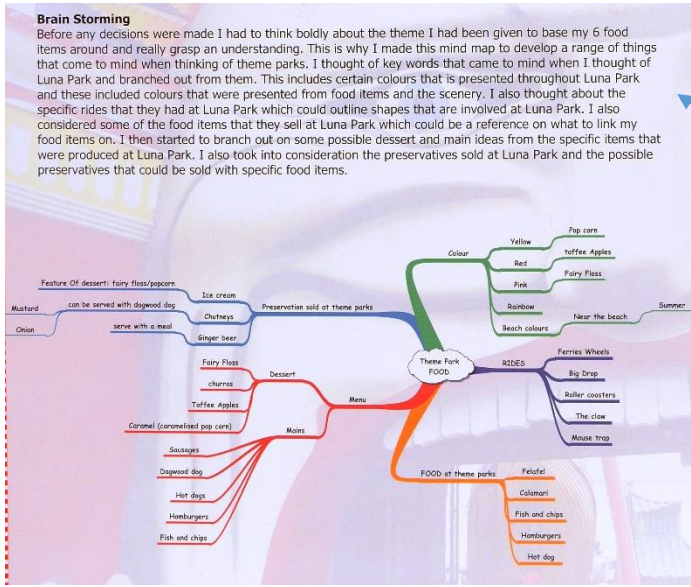 Brain Storming
Before any decisions were made I had to think boldly about the theme I had been given to base my 6 food
items around and really grasp an understanding. This is why I made this mind map to develop a range of things
that come to mind when thinking of theme parks. I thought of key words that came to mind when I thought of
Luna Park and branched out from them. This includes certain colours that is presented throughout Luna Park
and these included colours that were presented from food items and the scenery. I also thought about the
specific rides that they had at Luna Park which could outline shapes that are involved at Luna Park. I also
considered some of the food items that they sell at Luna Park which could be a reference on what to link my
food items on. I then started to branch out on some possible dessert and main ideas from the specific items that
were produced at Luna Park. I also took into consideration the preservatives sold at Luna Park and the possible
preservatives that could be sold with specific food items.
Theme Park
FOOD
Colour
Yellow
Pop corn
Red
toffee Apples
Pink
Fairy Floss
Rainbow
Beach colours
Near the beach
Summer
RIDES
Ferries Wheels
Big Drop
Roller coasters
The claw
Mouse trap
FOOD at theme parks
Felafel
Calamari
Fish and chips
Hamburgers
Hot dog
Preservation sold at theme parks
Ice cream
Feature Of dessert: fairy floss/popcorn
Chutneys
can be served with dagwood dog
Mustard
Onion
Ginger beer
serve with a meal
Menu
Dessert
Fairy Floss
churros
Toffee Apples
Caramel (caramelised pop corn)
Mains
Sausages
Dagwood dog
Hot dogs
Hamburgers
Fish and chips